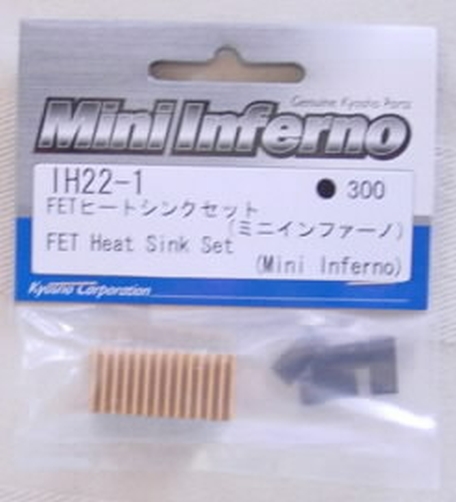 Genuine Kyosho Parts
Mini Inferno
IH22-1 ● 300
FETヒートシンクセット
(ミニインファーノ)
FET Heat Sink Set
(Mini Inferno)
Kyosho Corporation